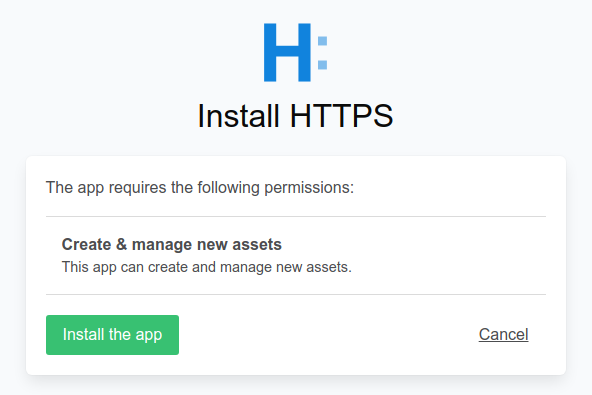 H:
Install HTTPS
The app requires the following permissions:
Create & manage new assets
This app can create and manage new assets.
Install the app
Cancel